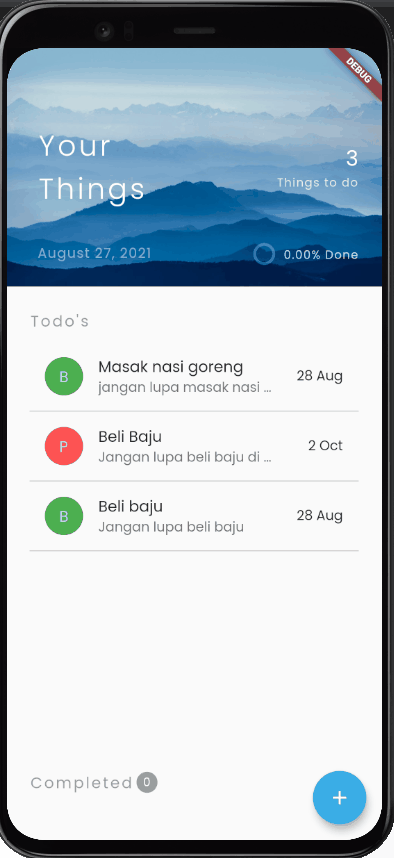 DEBUG
Your
Things
3
Things to do
August 27, 2021
0.00% Done
Todo's
B
Masak nasi goreng
28 Aug
jangan lupa masak nasi ...
P
Beli Baju
2 Oct
Jangan lupa beli baju di ...
B
Beli baju
28 Aug
Jangan lupa beli baju
Completed 0
+